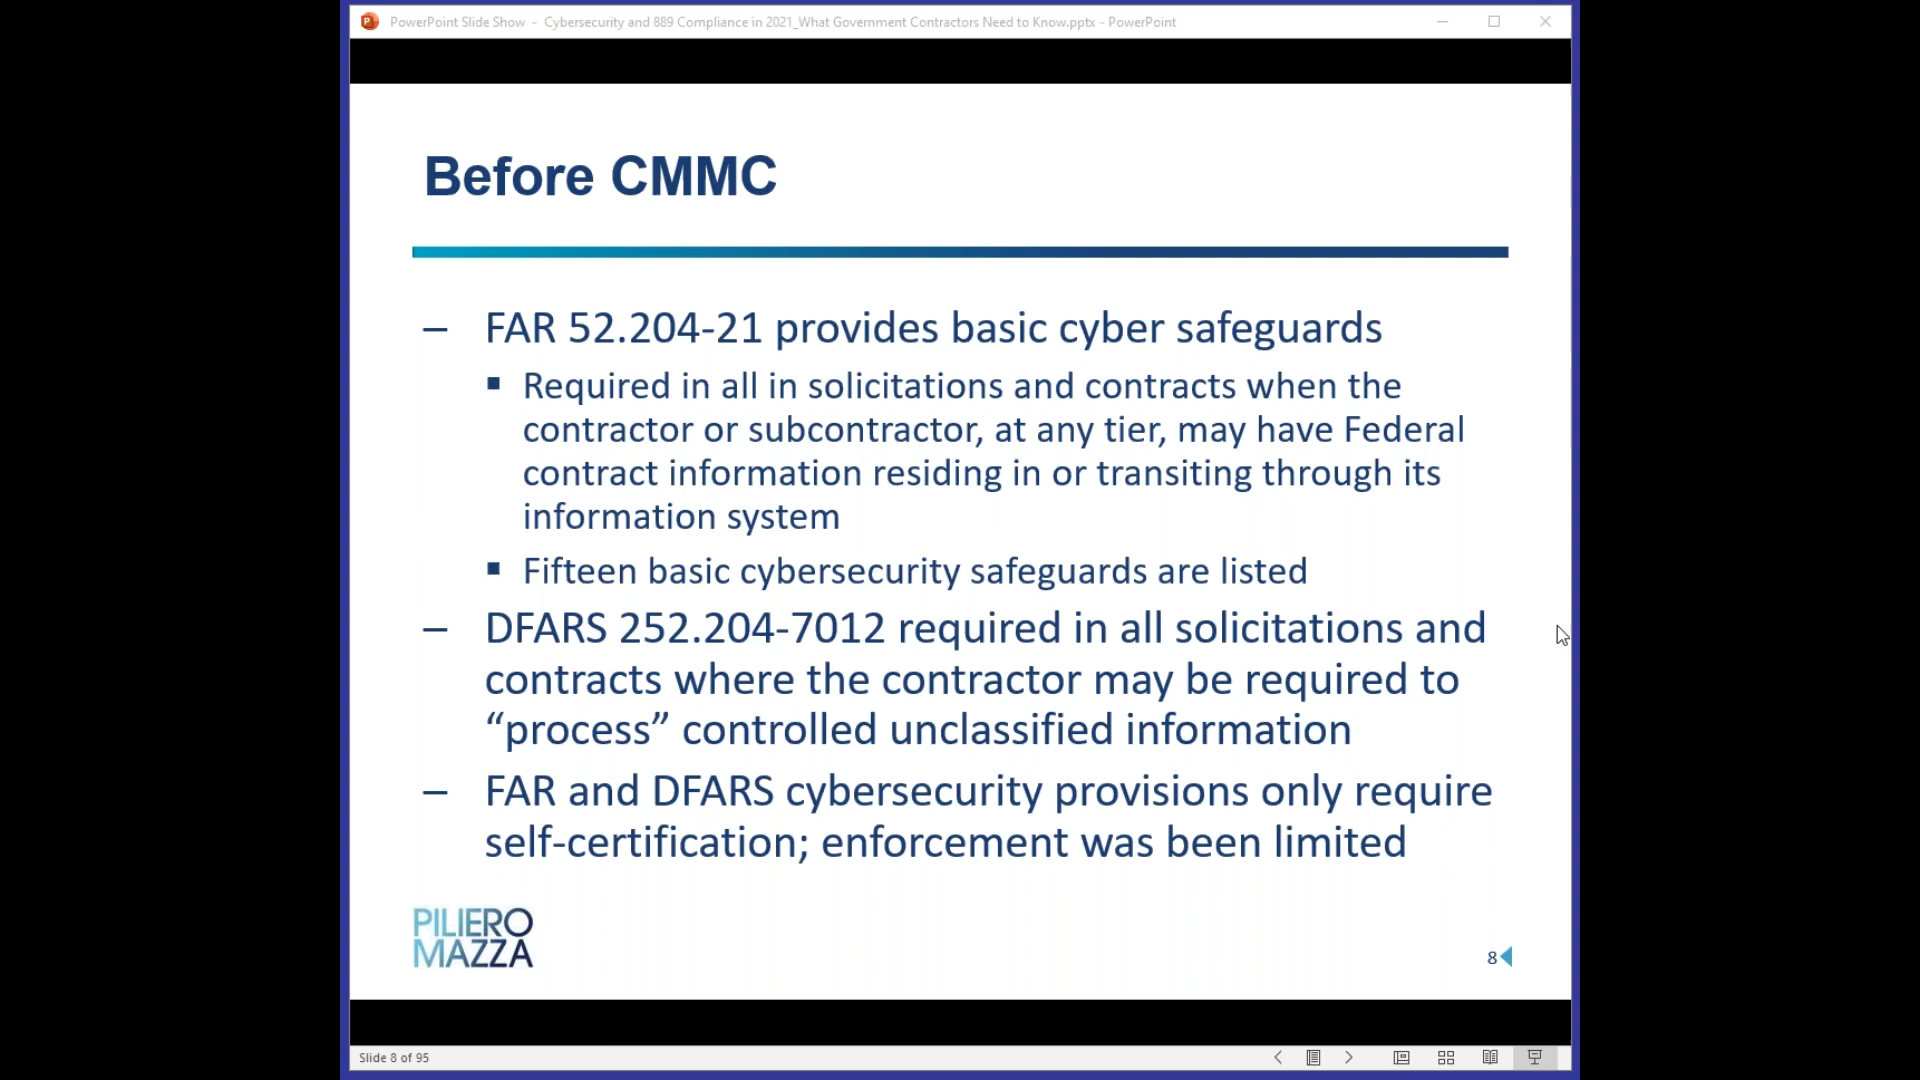 PowerPoint Slide Show - Cybersecurity and 889 Compliance in 2021_What Government Contractors Need to Know.pptx - PowerPoint
Before CMMC
– FAR 52.204-21 provides basic cyber safeguards
▪ Required in all in solicitations and contracts when the
contractor or subcontractor, at any tier, may have Federal
contract information residing in or transiting through its
information system
▪ Fifteen basic cybersecurity safeguards are listed
– DFARS 252.204-7012 required in all solicitations and
contracts where the contractor may be required to
“process” controlled unclassified information
– FAR and DFARS cybersecurity provisions only require
self-certification; enforcement was been limited
PILIERO
MAZZA
8
Slide 8 of 95